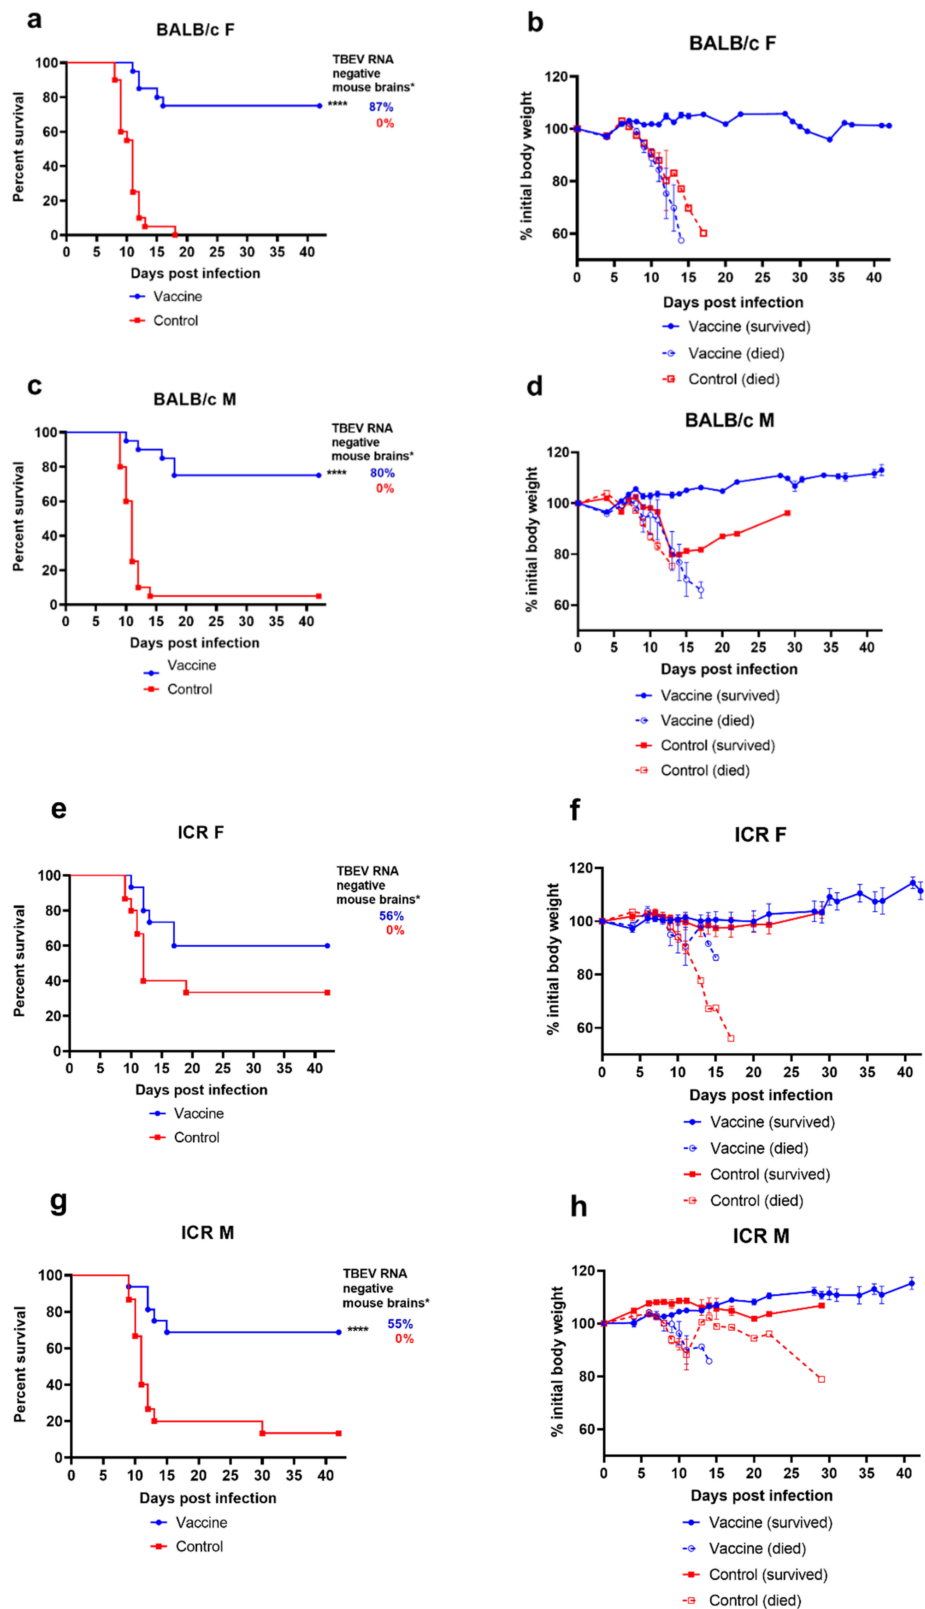 a
BALB/c F
TBEV RNA
negative
mouse brains*
**** 87%
0%
Percent survival
100
80
60
40
20
0
0 5 10 15 20 25 30 35 40
Days post infection
Vaccine
Control
b
BALB/c F
% initial body weight
120
100
80
60
0 5 10 15 20 25 30 35 40
Days post infection
Vaccine (survived)
Vaccine (died)
Control (died)
c
BALB/c M
TBEV RNA
negative
mouse brains*
**** 80%
0%
Percent survival
100
80
60
40
20
0
0 5 10 15 20 25 30 35 40
Days post infection
Vaccine
Control
d
BALB/c M
% initial body weight
120
100
80
60
0 5 10 15 20 25 30 35 40
Days post infection
Vaccine (survived)
Vaccine (died)
Control (survived)
Control (died)
e
ICR F
TBEV RNA
negative
mouse brains*
56%
0%
Percent survival
100
80
60
40
20
0
0 5 10 15 20 25 30 35 40
Days post infection
Vaccine
Control
f
ICR F
% initial body weight
120
100
80
60
0 5 10 15 20 25 30 35 40
Days post infection
Vaccine (survived)
Vaccine (died)
Control (survived)
Control (died)
g
ICR M
TBEV RNA
negative
mouse brains*
**** 55%
0%
Percent survival
100
80
60
40
20
0
0 5 10 15 20 25 30 35 40
Days post infection
Vaccine
Control
h
ICR M
% initial body weight
120
100
80
60
0 5 10 15 20 25 30 35 40
Days post infection
Vaccine (survived)
Vaccine (died)
Control (survived)
Control (died)